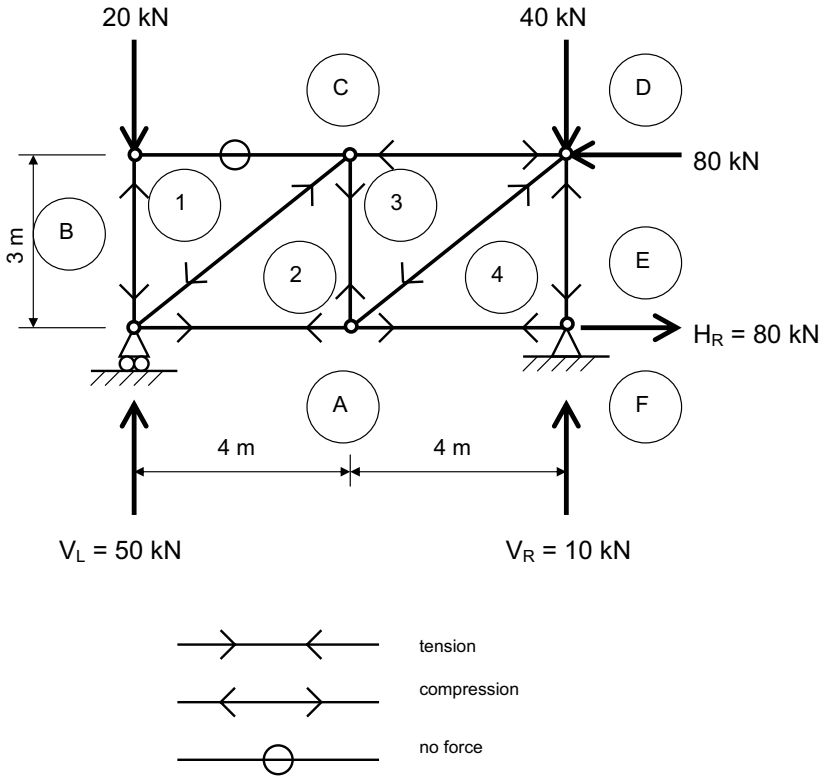 20 kN
40 kN
C
D
80 kN
1
3
B
3 m
2
4
E
H_R = 80 kN
A
F
4 m
4 m
V_L = 50 kN
V_R = 10 kN
tension
compression
no force